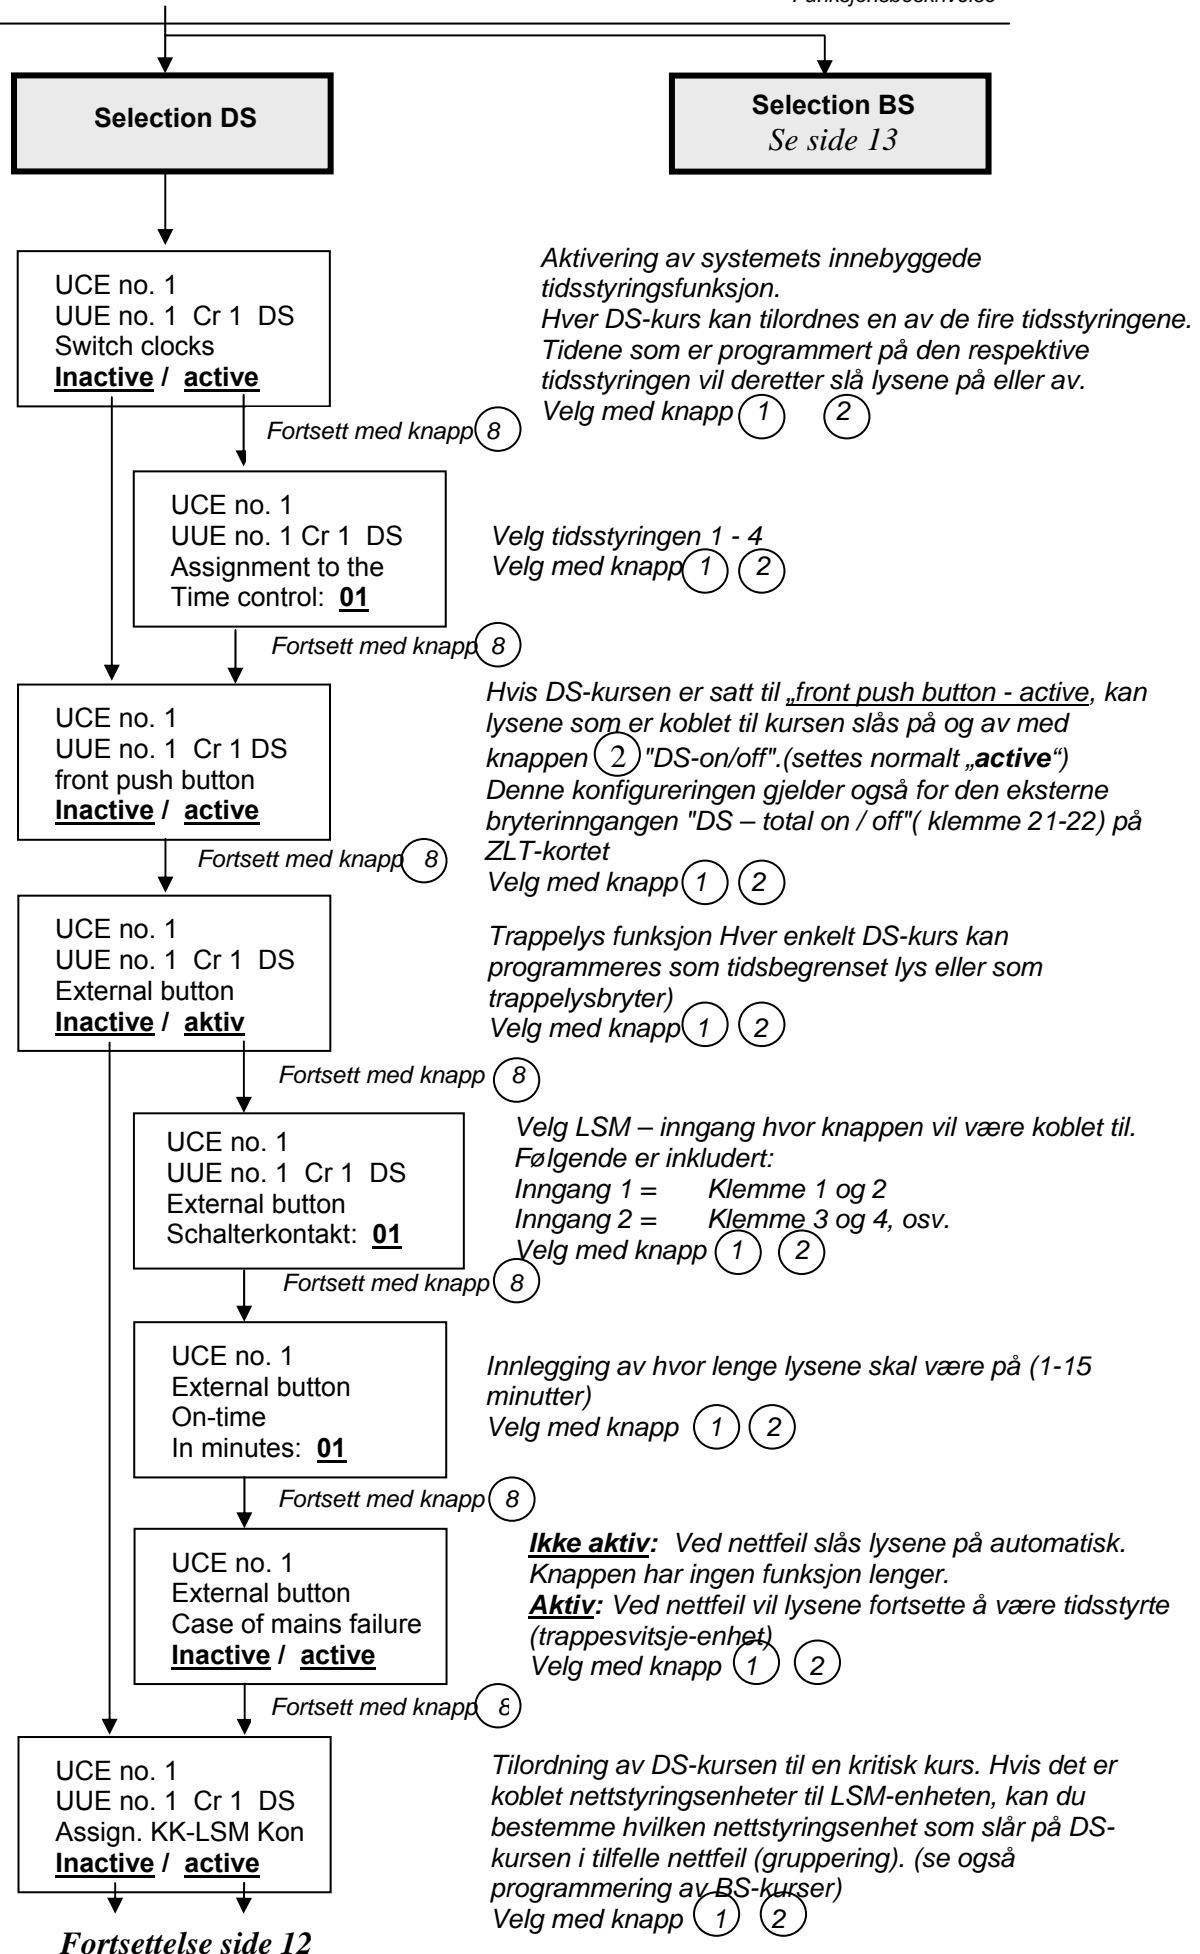 Selection DS
Selection BS
Se side 13
UCE no. 1
UUE no. 1 Cr 1 DS
Switch clocks
Inactive / active
Aktivering av systemets innebyggede
tidsstyringsfunksjon.
Hver DS-kurs kan tilordnes en av de fire tidsstyringene.
Tidene som er programmert på den respektive
tidsstyringen vil deretter slå lysene på eller av.
Velg med knapp 1 2
Fortsett med knapp 8
UCE no. 1
UUE no. 1 Cr 1 DS
Assignment to the
Time control: 01
Velg tidsstyringen 1 - 4
Velg med knapp 1 2
Fortsett med knapp 8
UCE no. 1
UUE no. 1 Cr 1 DS
front push button
Inactive / active
Hvis DS-kursen er satt til „front push button - active, kan
lysene som er koblet til kursen slås på og av med
knappen 2 "DS-on/off".(settes normalt „active“)
Denne konfigureringen gjelder også for den eksterne
bryterinngangen "DS – total on / off"( klemme 21-22) på
ZLT-kortet
Velg med knapp 1 2
Fortsett med knapp 8
UCE no. 1
UUE no. 1 Cr 1 DS
External button
Inactive / aktiv
Trappelys funksjon Hver enkelt DS-kurs kan
programmeres som tidsbegrenset lys eller som
trappelysbryter)
Velg med knapp 1 2
Fortsett med knapp 8
UCE no. 1
UUE no. 1 Cr 1 DS
External button
Schalterkontakt: 01
Velg LSM – inngang hvor knappen vil være koblet til.
Følgende er inkludert:
Inngang 1 = Klemme 1 og 2
Inngang 2 = Klemme 3 og 4, osv.
Velg med knapp 1 2
Fortsett med knapp 8
UCE no. 1
External button
On-time
In minutes: 01
Innlegging av hvor lenge lysene skal være på (1-15
minutter)
Velg med knapp 1 2
Fortsett med knapp 8
UCE no. 1
External button
Case of mains failure
Inactive / active
Ikke aktiv: Ved nettfeil slås lysene på automatisk.
Knappen har ingen funksjon lenger.
Aktiv: Ved nettfeil vil lysene fortsette å være tidsstyrte
(trappesvitsje-enhet)
Velg med knapp 1 2
Fortsett med knapp 8
UCE no. 1
UUE no. 1 Cr 1 DS
Assign. KK-LSM Kon
Inactive / active
Tilordning av DS-kursen til en kritisk kurs. Hvis det er
koblet nettstyringsenheter til LSM-enheten, kan du
bestemme hvilken nettstyringsenhet som slår på DS-
kursen i tilfelle nettfeil (gruppering). (se også
programmering av BS-kurser)
Velg med knapp 1 2
Fortsettelse side 12